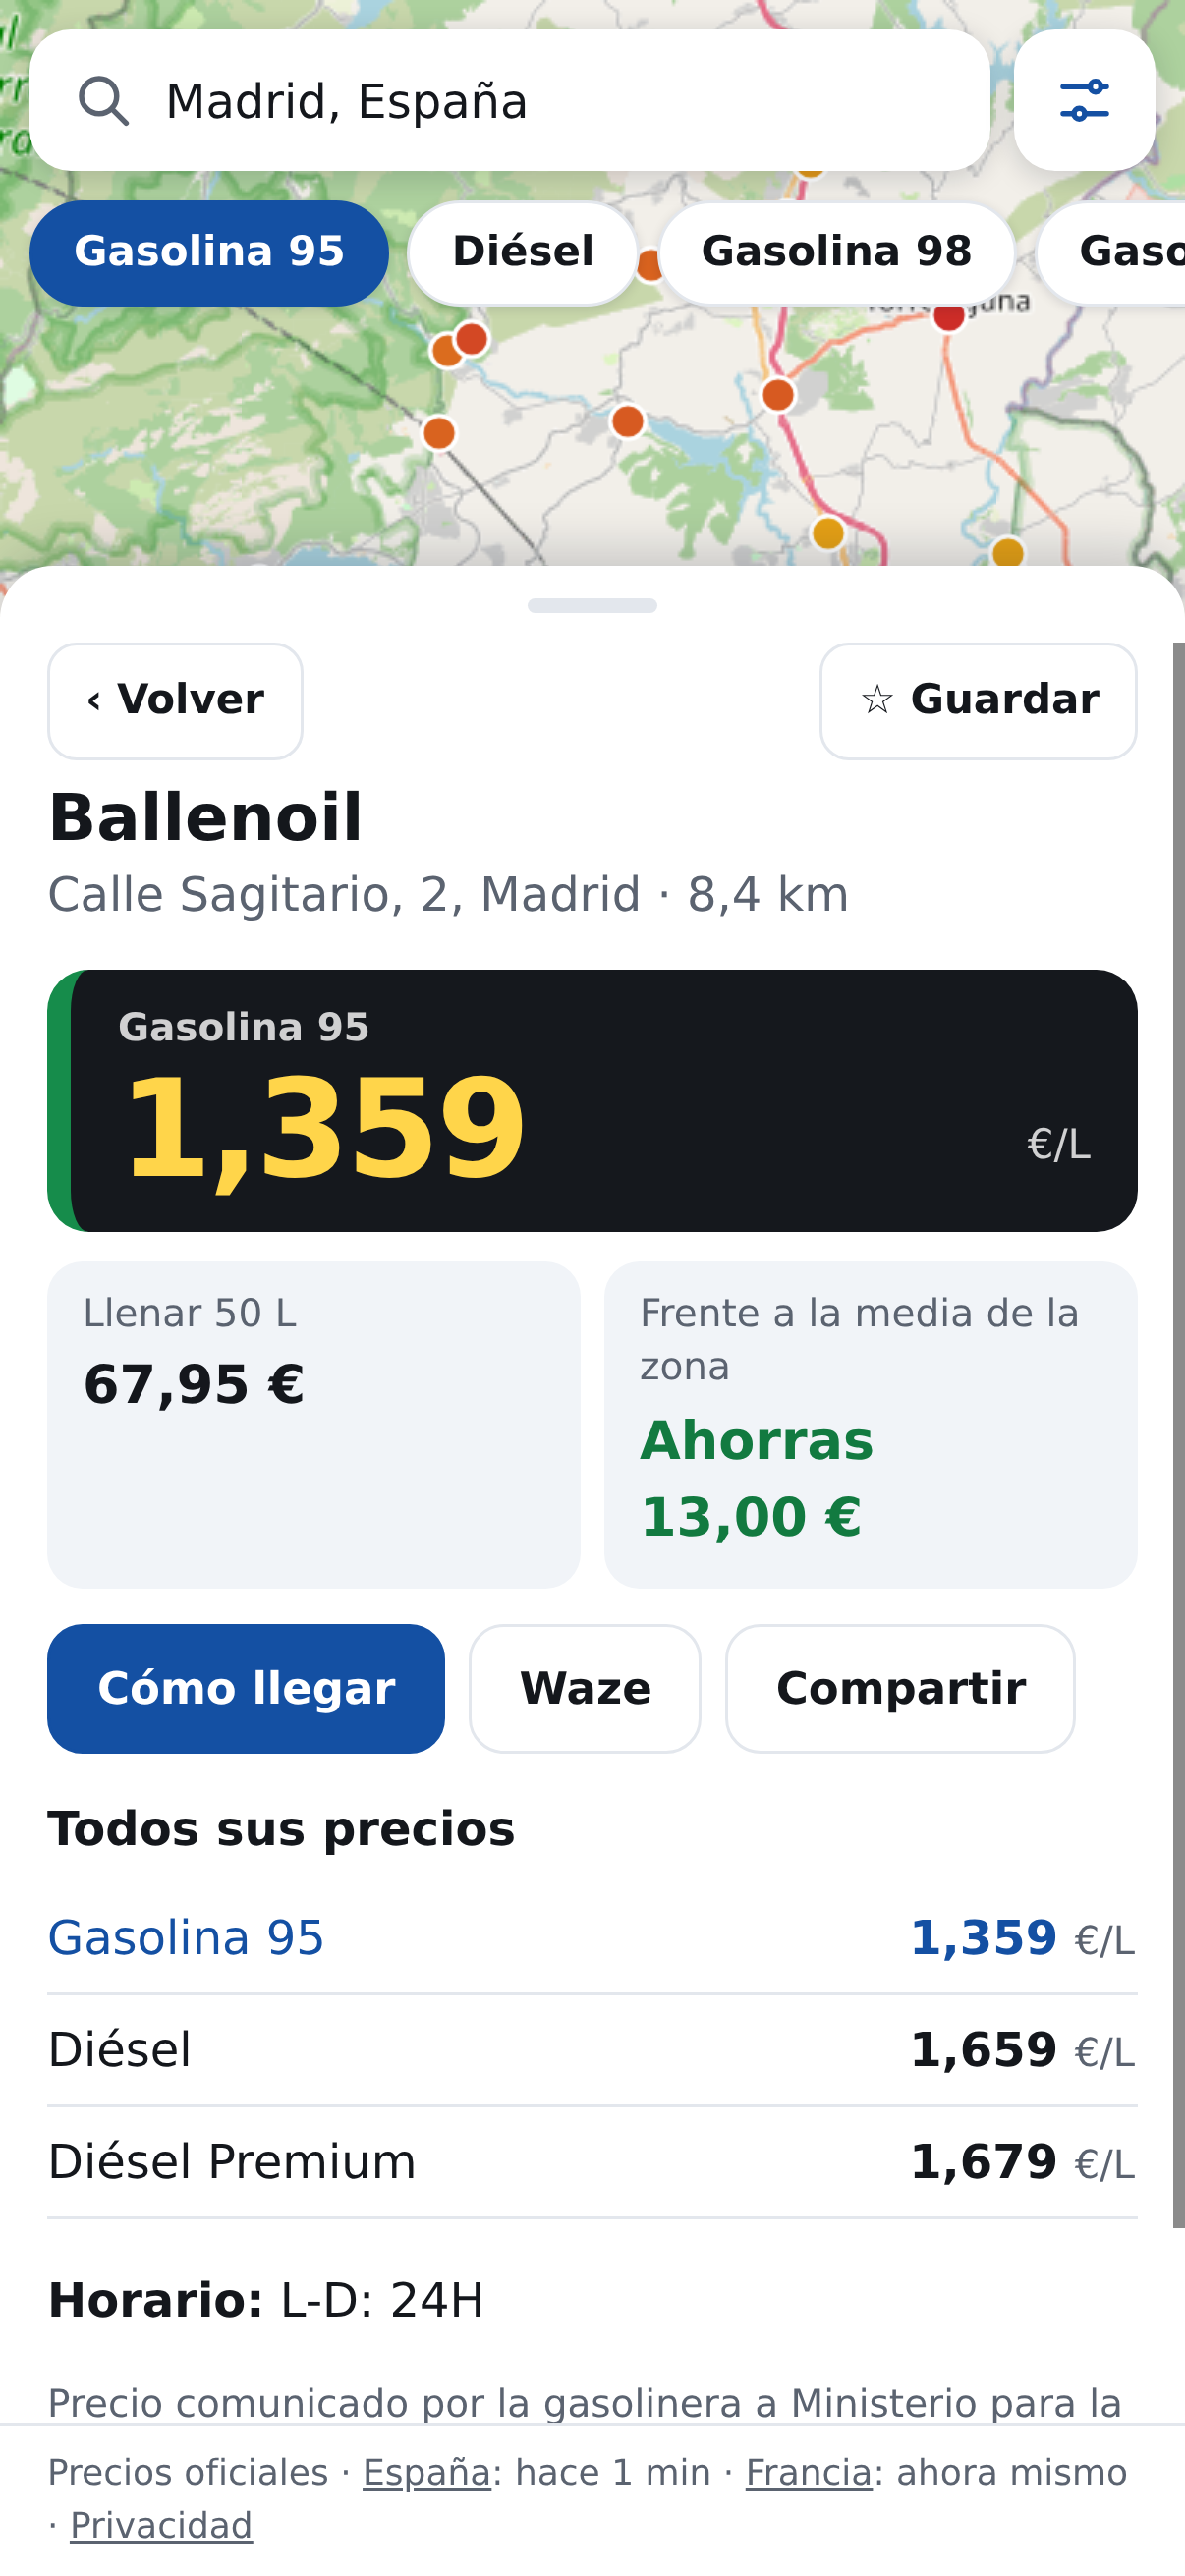 Madrid, España
Gasolina 95
Diésel
Gasolina 98
‹ Volver
☆ Guardar
Ballenoil
Calle Sagitario, 2, Madrid · 8,4 km
Gasolina 95
1,359 €/L
Llenar 50 L
67,95 €
Frente a la media de la
zona
Ahorras
13,00 €
Cómo llegar
Waze
Compartir
Todos sus precios
Gasolina 95 1,359 €/L
Diésel 1,659 €/L
Diésel Premium 1,679 €/L
Horario: L-D: 24H
Precio comunicado por la gasolinera a Ministerio para la
Precios oficiales · España: hace 1 min · Francia: ahora mismo
· Privacidad